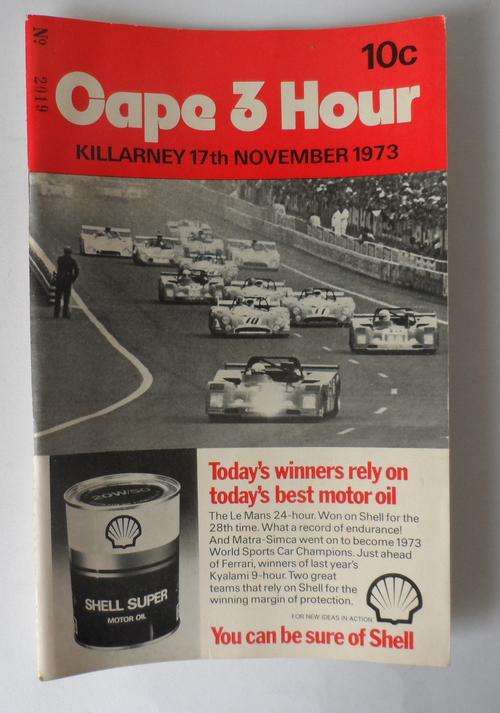 10c
No 2019
Cape 3 Hour
KILLARNEY 17th NOVEMBER 1973
10
11
Today's winners rely on
today's best motor oil
The Le Mans 24-hour. Won on Shell for the
28th time. What a record of endurance!
And Matra-Simca went on to become 1973
World Sports Car Champions. Just ahead
of Ferrari, winners of last year's
Kyalami 9-hour. Two great
teams that rely on Shell for the
winning margin of protection.
FOR NEW IDEAS IN ACTION
You can be sure of Shell
20W/50
SHELL SUPER
MOTOR OIL